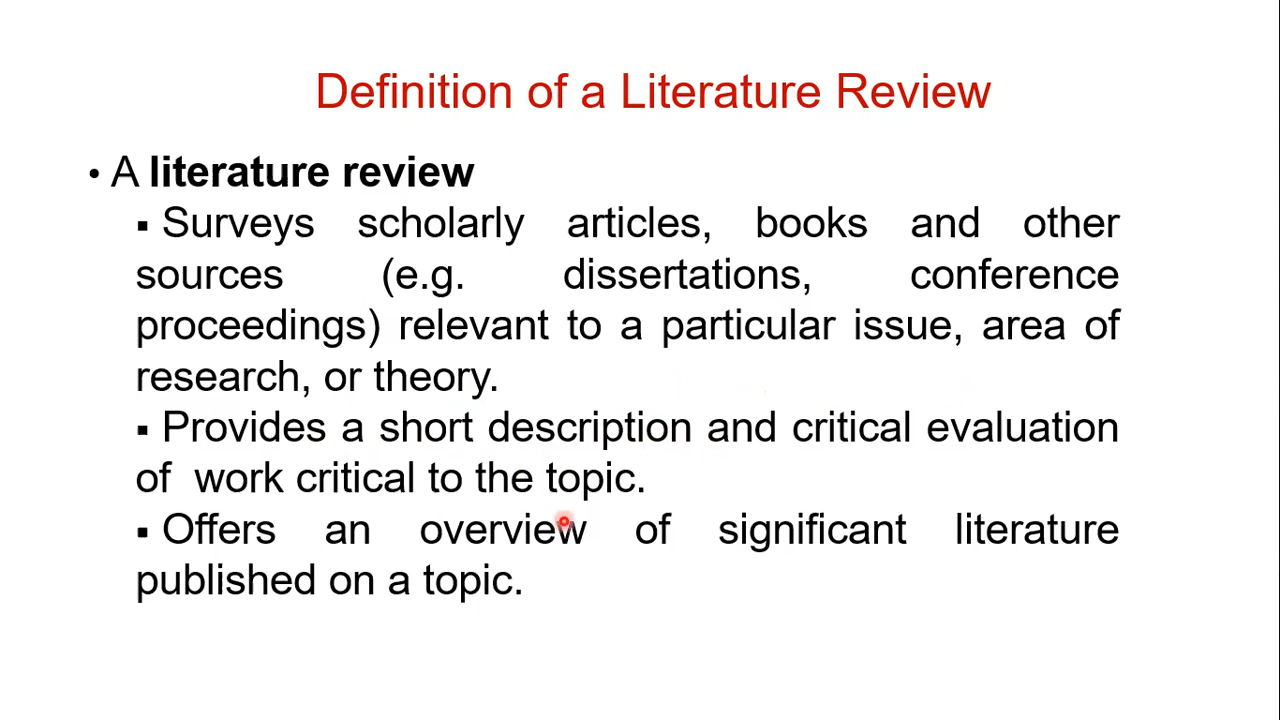 Definition of a Literature Review
• A literature review
▪ Surveys scholarly articles, books and other
sources (e.g. dissertations, conference
proceedings) relevant to a particular issue, area of
research, or theory.
▪ Provides a short description and critical evaluation
of work critical to the topic.
▪ Offers an overview of significant literature
published on a topic.